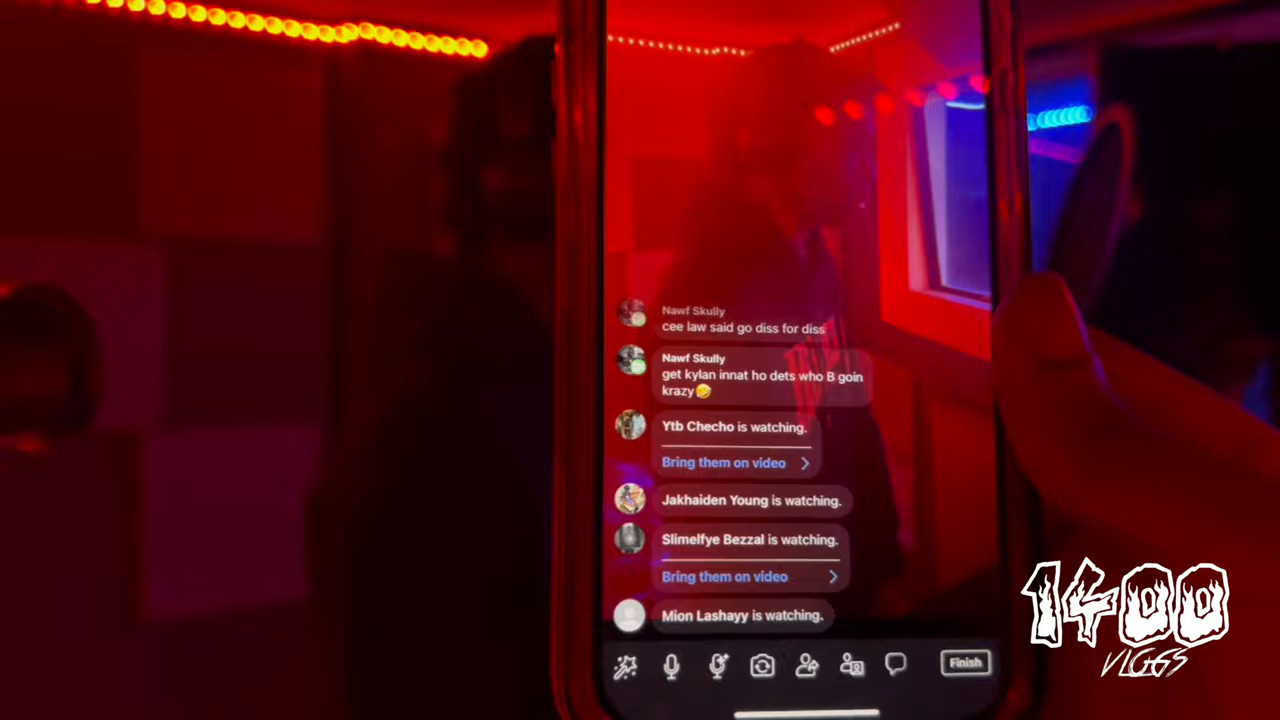 Nawf Skully
cee law said go diss for diss
Nawf Skully
get kylan innat ho dets who B goin
krazy🤣
Ytb Checho is watching.
Bring them on video
Jakhaiden Young is watching.
Slimelfye Bezzal is watching.
Bring them on video
Mion Lashayy is watching.
Finish
1400
VIGGS